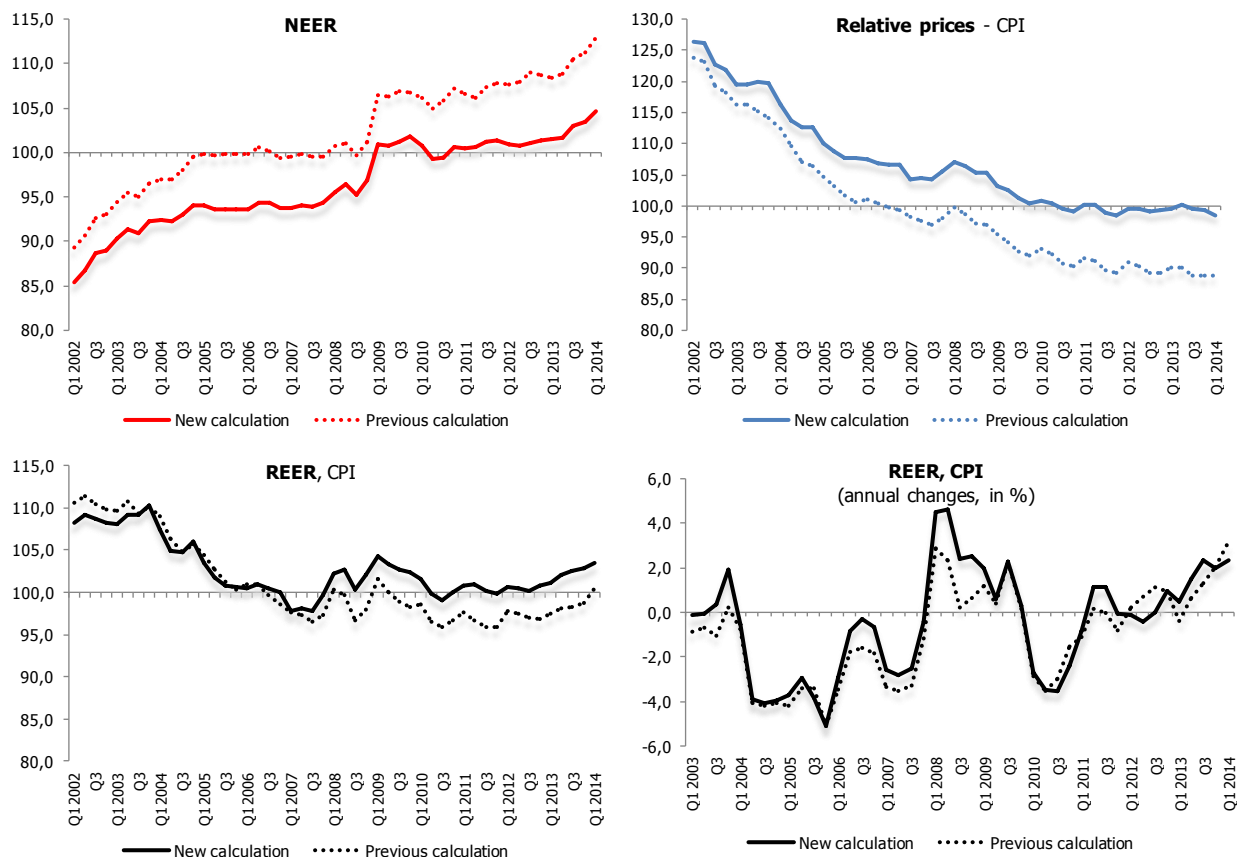 NEER
115,0
110,0
105,0
100,0
95,0
90,0
85,0
80,0
Q1 2002
Q3
Q1 2003
Q3
Q1 2004
Q3
Q1 2005
Q3
Q1 2006
Q3
Q1 2007
Q3
Q1 2008
Q3
Q1 2009
Q3
Q1 2010
Q3
Q1 2011
Q3
Q1 2012
Q3
Q1 2013
Q3
Q1 2014
New calculation Previous calculation
Relative prices - CPI
130,0
125,0
120,0
115,0
110,0
105,0
100,0
95,0
90,0
85,0
80,0
Q1 2002
Q3
Q1 2003
Q3
Q1 2004
Q3
Q1 2005
Q3
Q1 2006
Q3
Q1 2007
Q3
Q1 2008
Q3
Q1 2009
Q3
Q1 2010
Q3
Q1 2011
Q3
Q1 2012
Q3
Q1 2013
Q3
Q1 2014
New calculation Previous calculation
REER, CPI
115,0
110,0
105,0
100,0
95,0
90,0
85,0
80,0
Q1 2002
Q3
Q1 2003
Q3
Q1 2004
Q3
Q1 2005
Q3
Q1 2006
Q3
Q1 2007
Q3
Q1 2008
Q3
Q1 2009
Q3
Q1 2010
Q3
Q1 2011
Q3
Q1 2012
Q3
Q1 2013
Q3
Q1 2014
New calculation Previous calculation
REER, CPI
(annual changes, in %)
6,0
4,0
2,0
0,0
-2,0
-4,0
-6,0
Q1 2003
Q3
Q1 2004
Q3
Q1 2005
Q3
Q1 2006
Q3
Q1 2007
Q3
Q1 2008
Q3
Q1 2009
Q3
Q1 2010
Q3
Q1 2011
Q3
Q1 2012
Q3
Q1 2013
Q3
Q1 2014
New calculation Previous calculation